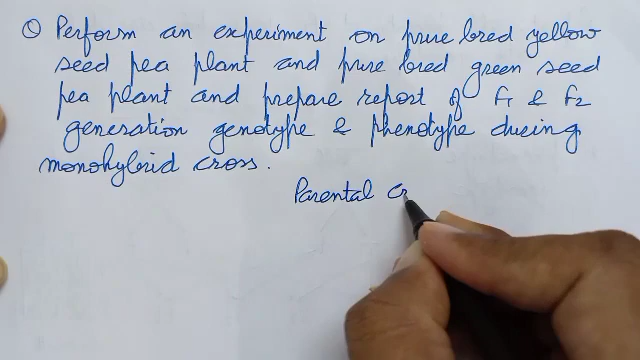 Q Perform an experiment on pure bred yellow
seed pea plant and pure bred green seed
pea plant and prepare report of F1 & F2
generation genotype & phenotype during
monohybrid cross.
Parental Cr